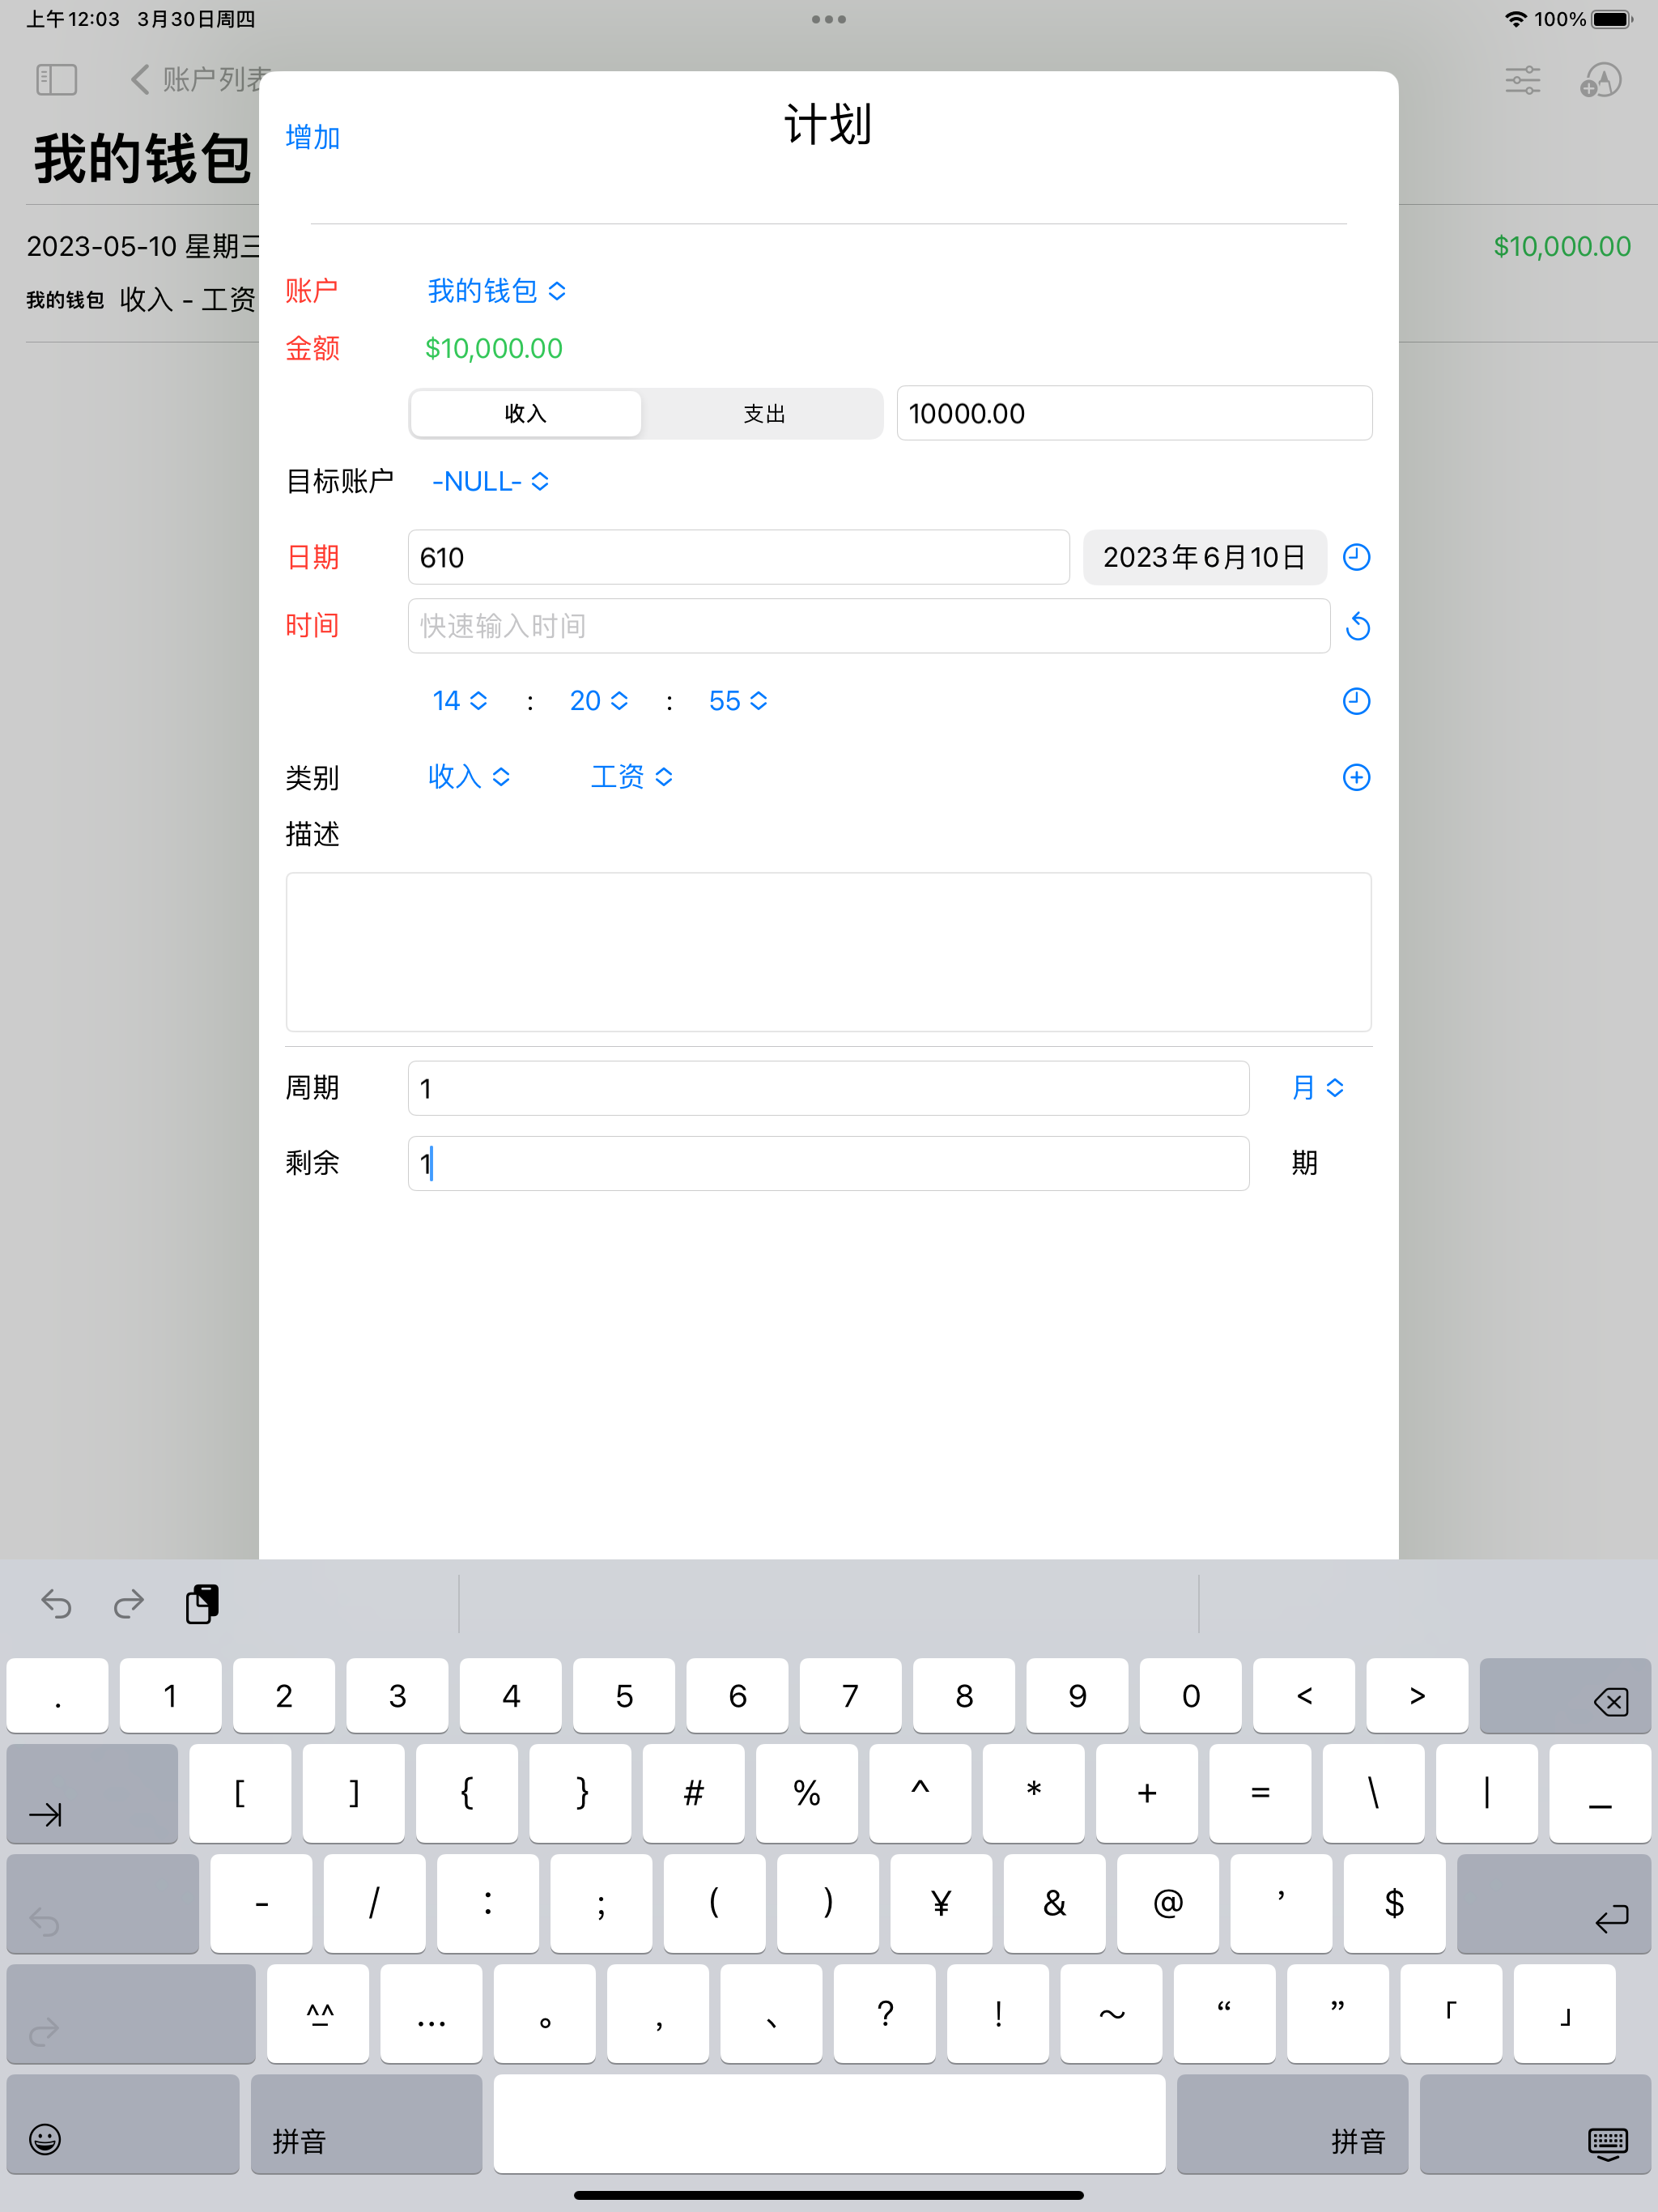 上午12:03 3月30日周四
100%
账户列表
我的钱包
2023-05-10 星期三
$10,000.00
我的钱包 收入 - 工资
增加
计划
账户 我的钱包
金额 $10,000.00
收入 支出 10000.00
目标账户 -NULL-
日期 610 2023年6月10日
时间 快速输入时间
14 : 20 : 55
类别 收入 工资
描述
周期 1 月
剩余 1 期
. 1 2 3 4 5 6 7 8 9 0 < >
[ ] { } # % ^ * + = \ | _
- / : ; ( ) ¥ & @ ’ $
^_^ … 。 , 、 ? ! ～ “ ” 「 」
拼音 拼音